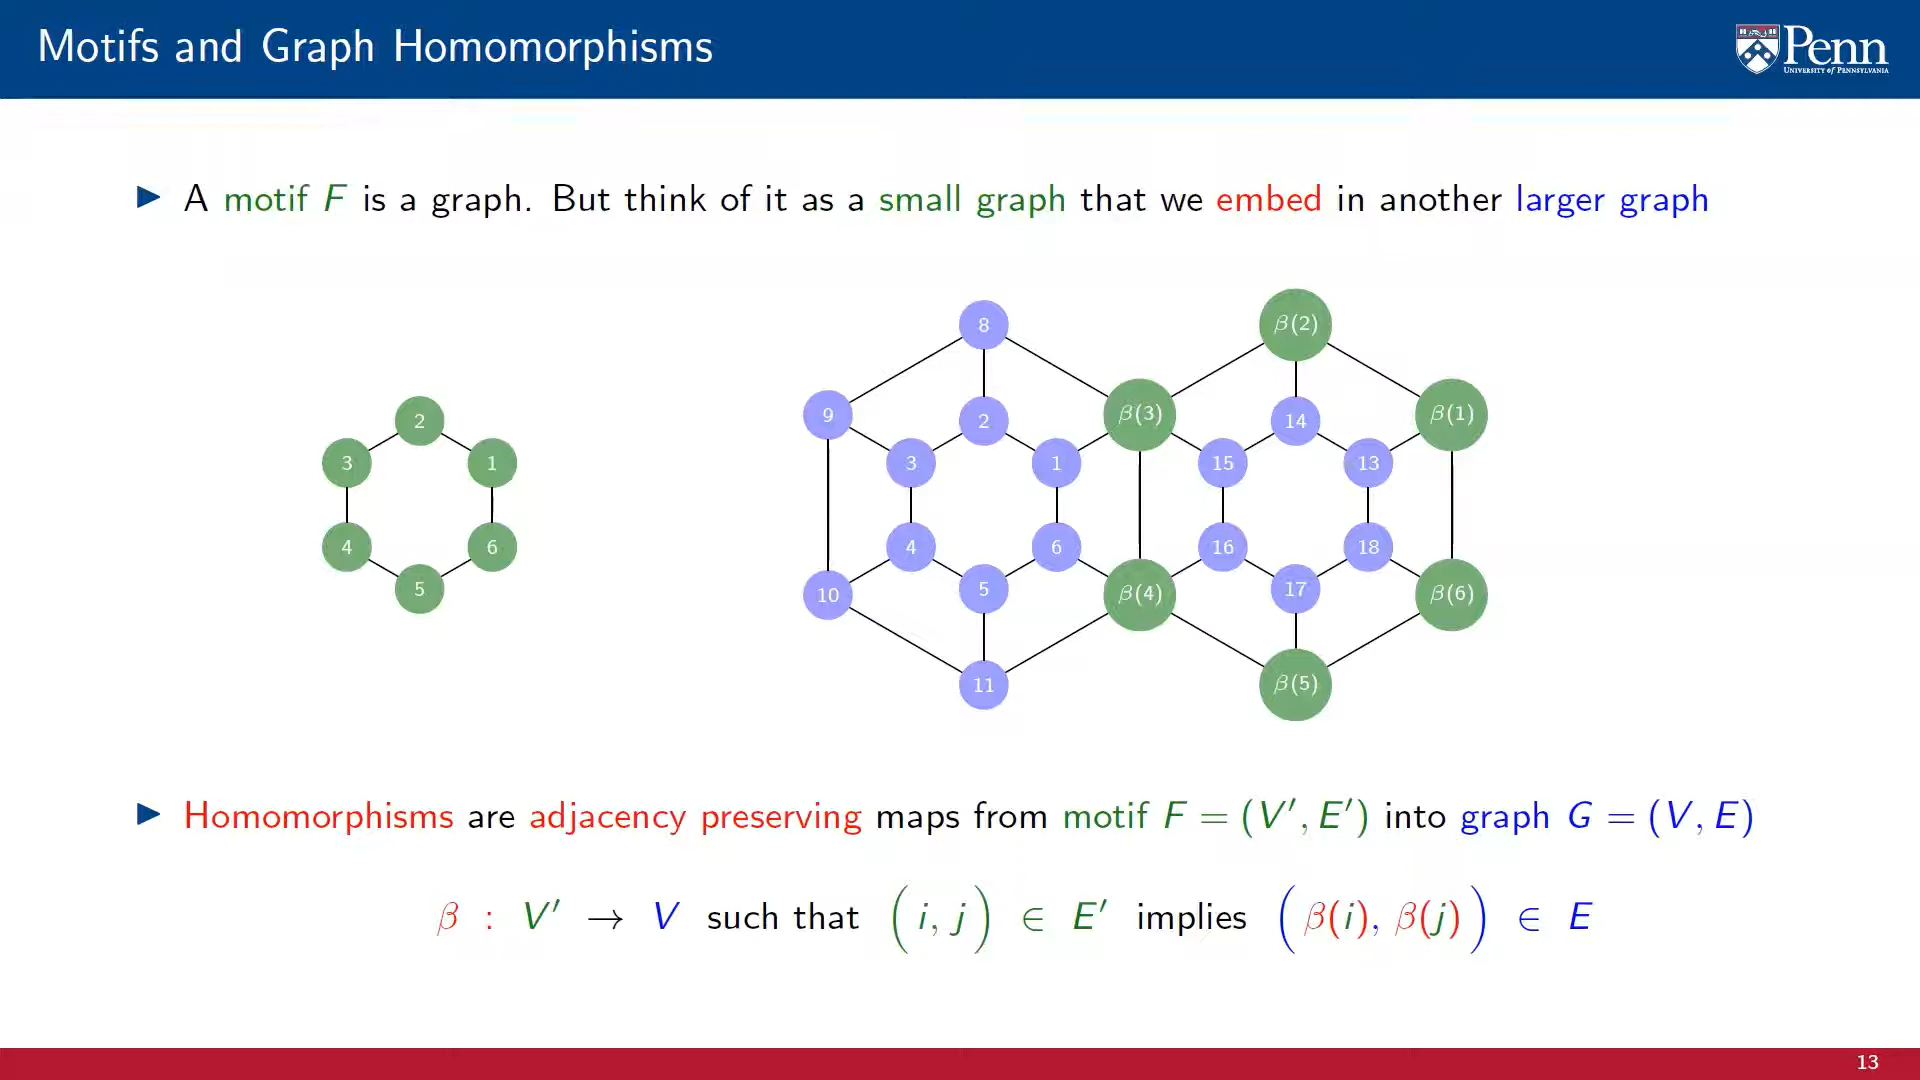 Motifs and Graph Homomorphisms
Penn
University of Pennsylvania
A motif F is a graph. But think of it as a small graph that we embed in another larger graph
2
3 1
4 6
5
8 β(2)
9 β(3) β(1)
2 14
3 1 15 13
4 6 16 18
5 17
10 β(4) β(6)
11 β(5)
Homomorphisms are adjacency preserving maps from motif F = (V′, E′) into graph G = (V, E)
β : V′ → V such that (i, j) ∈ E′ implies (β(i), β(j)) ∈ E
13